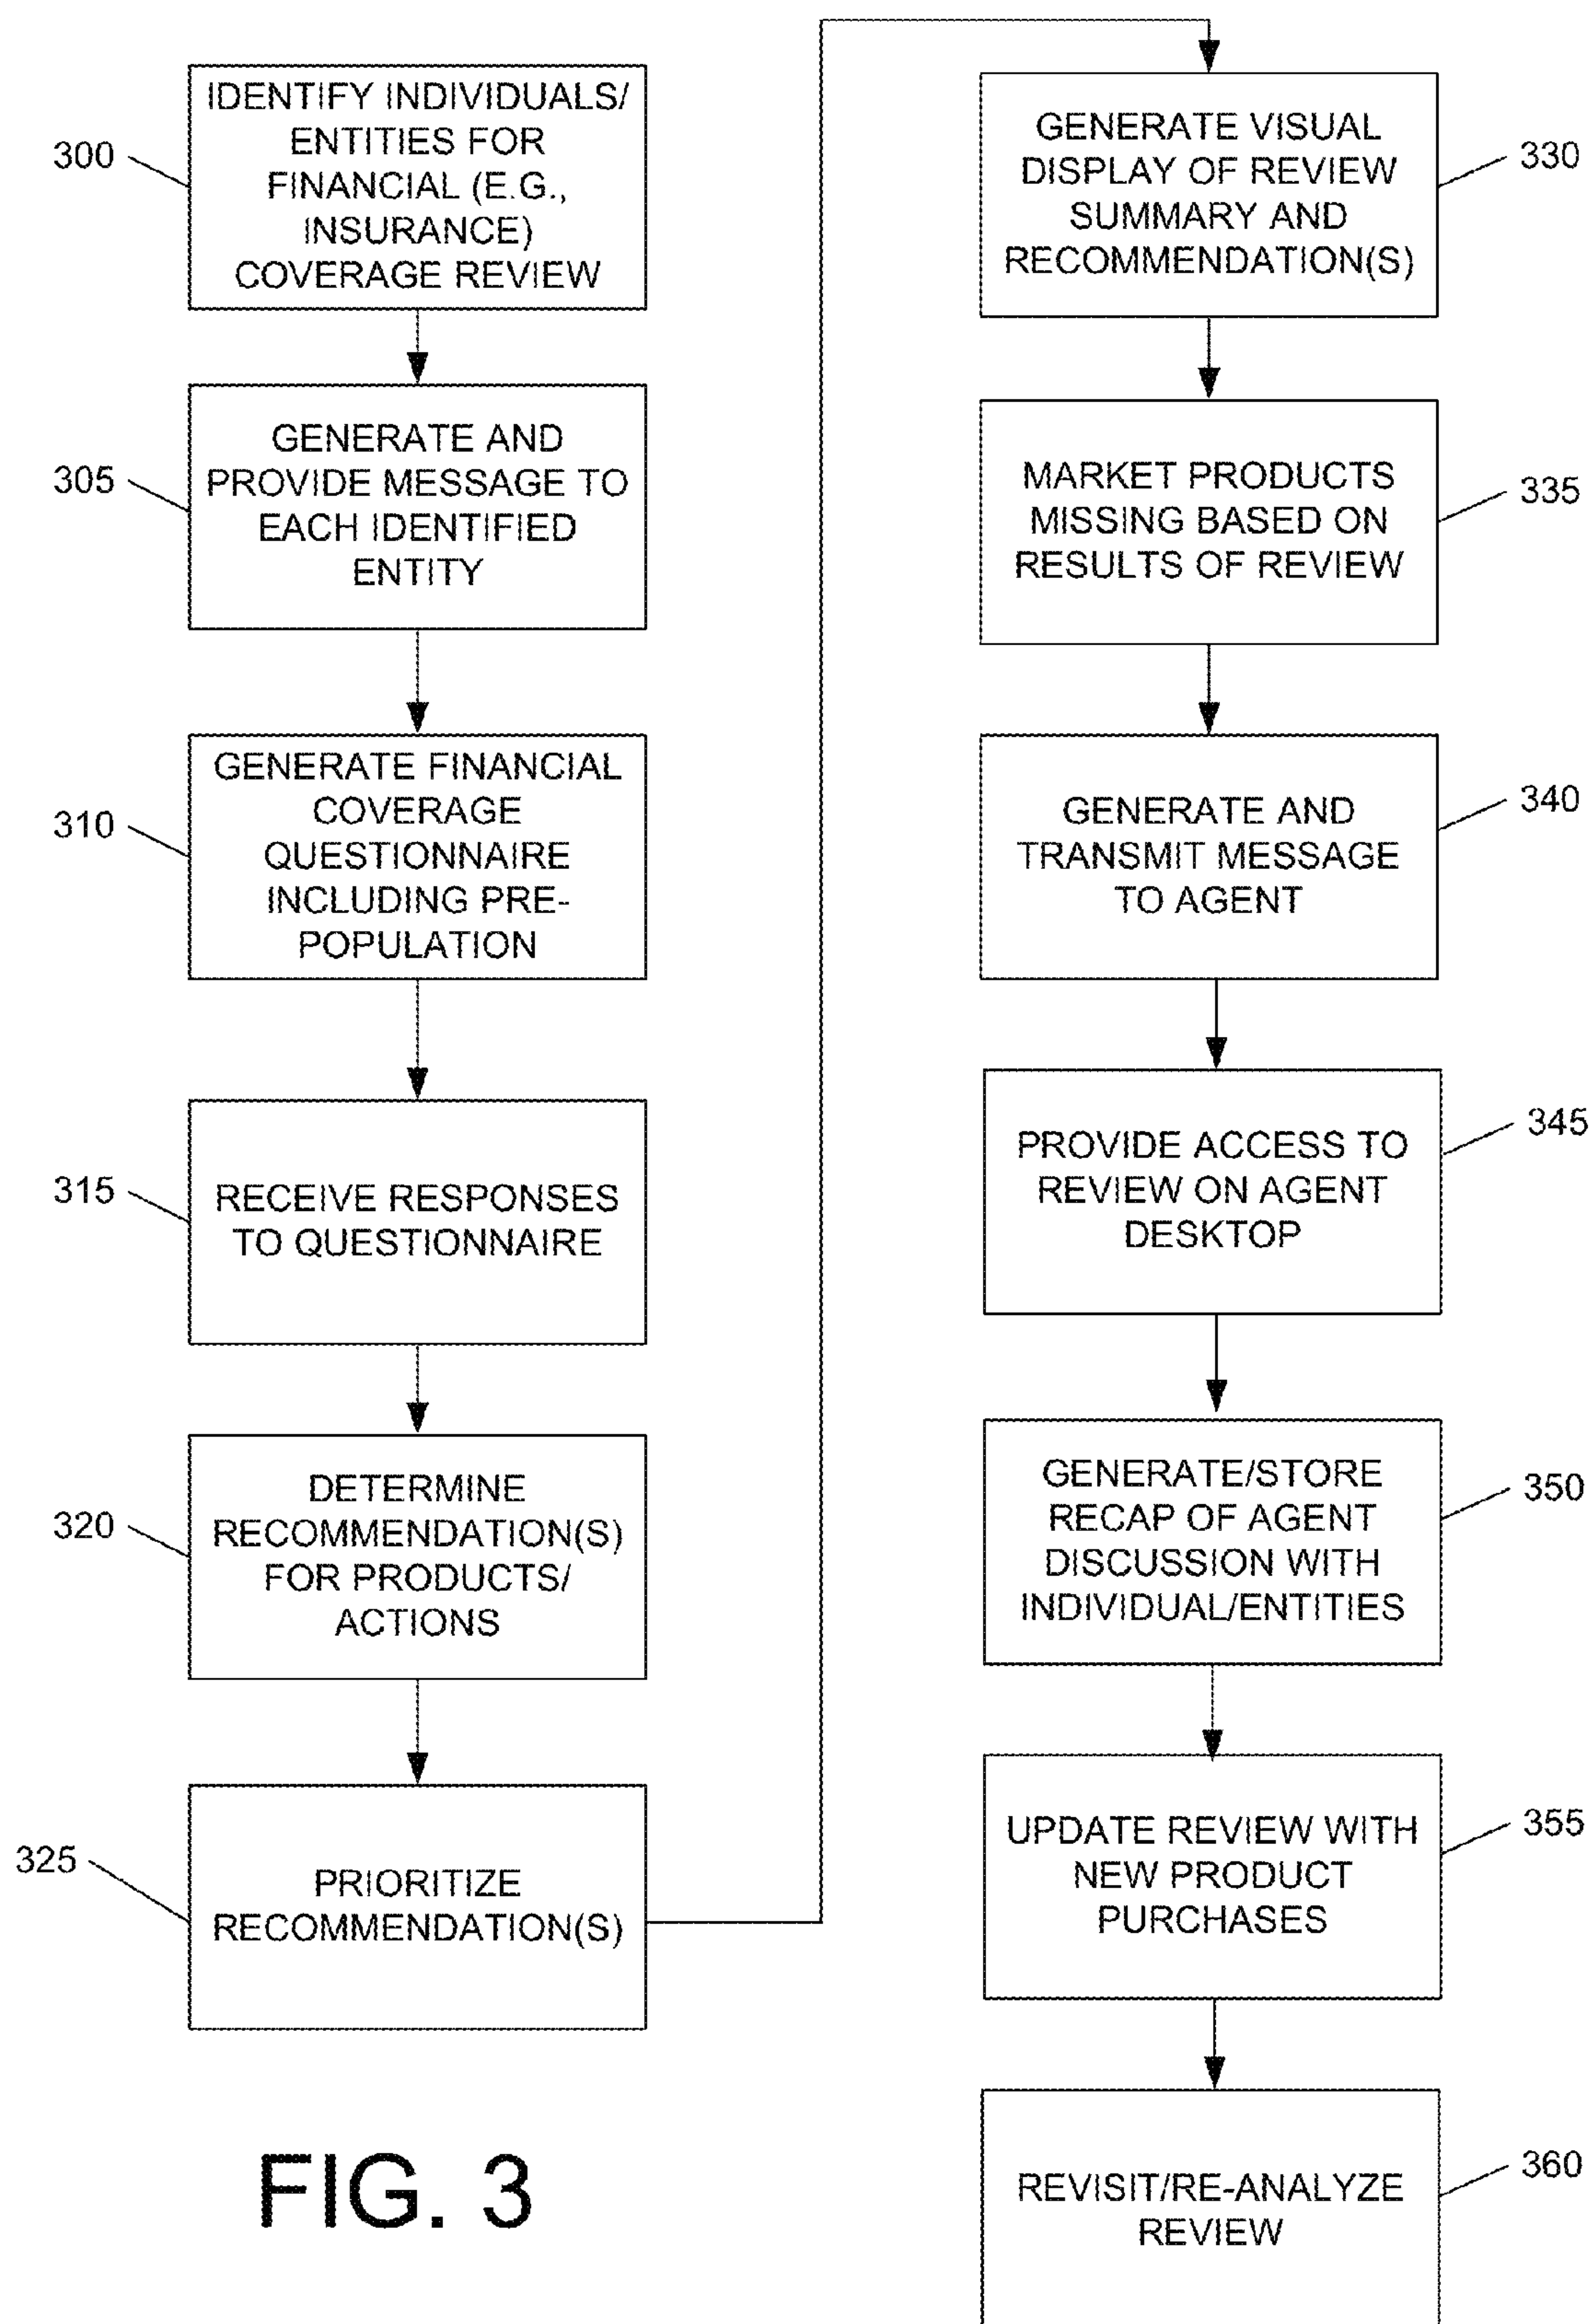 300
IDENTIFY INDIVIDUALS/
ENTITIES FOR
FINANCIAL (E.G.,
INSURANCE)
COVERAGE REVIEW
305
GENERATE AND
PROVIDE MESSAGE TO
EACH IDENTIFIED
ENTITY
310
GENERATE FINANCIAL
COVERAGE
QUESTIONNAIRE
INCLUDING PRE-
POPULATION
315
RECEIVE RESPONSES
TO QUESTIONNAIRE
320
DETERMINE
RECOMMENDATION(S)
FOR PRODUCTS/
ACTIONS
325
PRIORITIZE
RECOMMENDATION(S)
GENERATE VISUAL
DISPLAY OF REVIEW
SUMMARY AND
RECOMMENDATION(S)
330
MARKET PRODUCTS
MISSING BASED ON
RESULTS OF REVIEW
335
GENERATE AND
TRANSMIT MESSAGE
TO AGENT
340
PROVIDE ACCESS TO
REVIEW ON AGENT
DESKTOP
345
GENERATE/STORE
RECAP OF AGENT
DISCUSSION WITH
INDIVIDUAL/ENTITIES
350
UPDATE REVIEW WITH
NEW PRODUCT
PURCHASES
355
REVISIT/RE-ANALYZE
REVIEW
360
FIG. 3